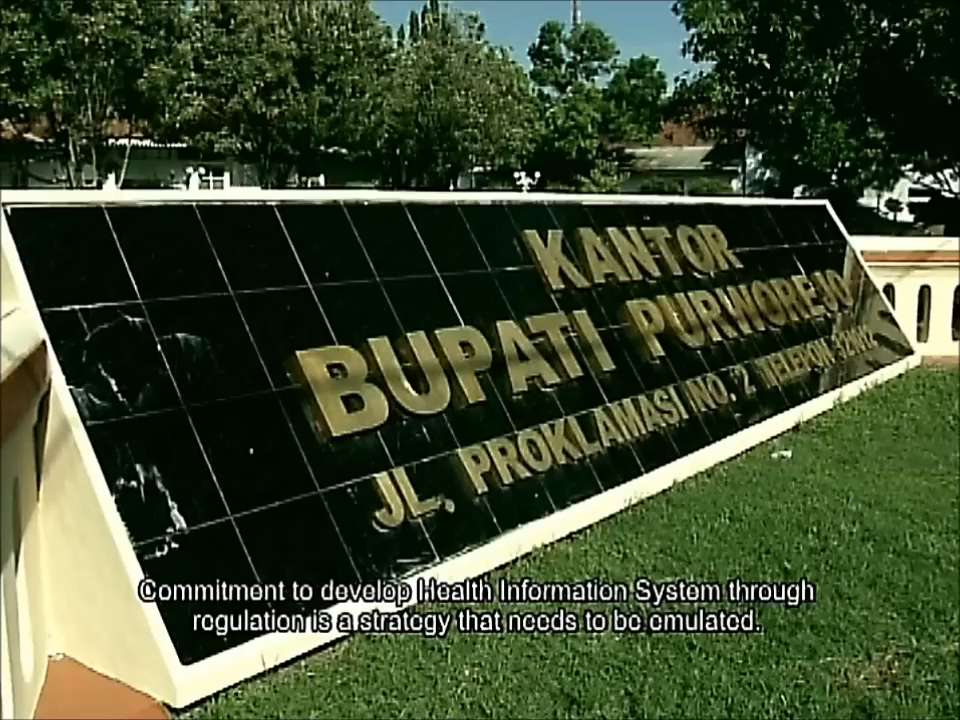 KANTOR
BUPATI PURWOREJO
JL. PROKLAMASI NO. 2 TELEPON
Commitment to develop Health Information System through
regulation is a strategy that needs to be emulated.